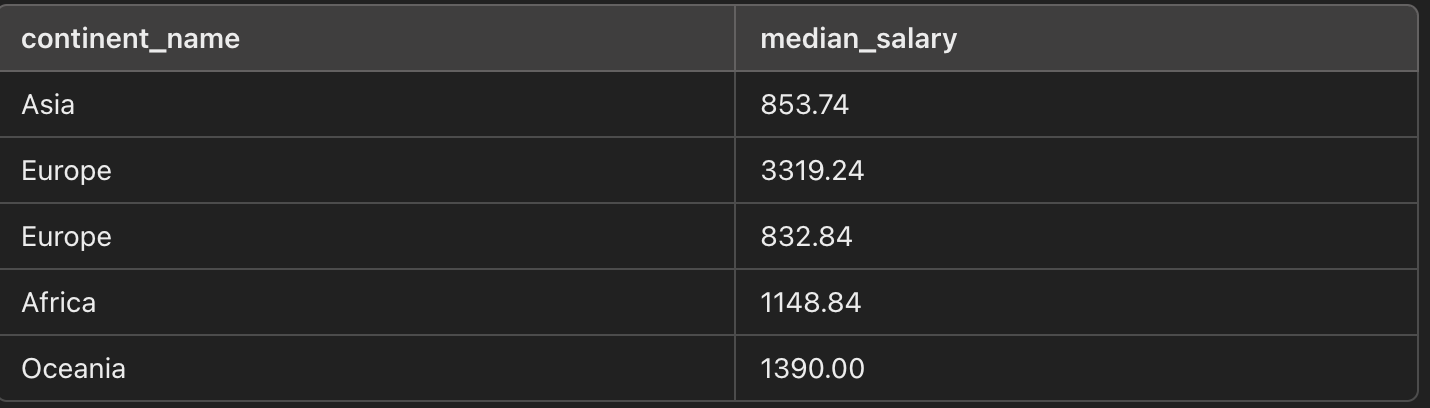 continent_name median_salary
Asia 853.74
Europe 3319.24
Europe 832.84
Africa 1148.84
Oceania 1390.00